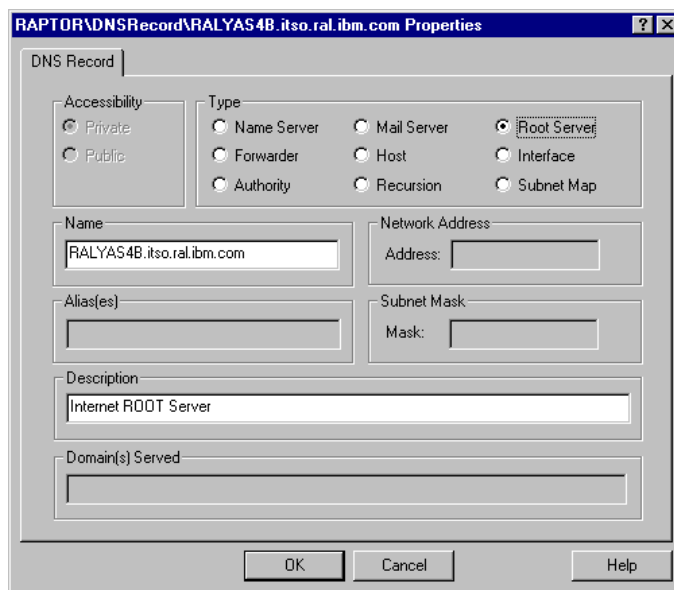 RAPTOR\DNSRecord\RALYAS4B.itso.ral.ibm.com Properties
DNS Record
Accessibility
Private
Public
Type
Name Server
Mail Server
Root Server
Forwarder
Host
Interface
Authority
Recursion
Subnet Map
Name
RALYAS4B.itso.ral.ibm.com
Network Address
Address:
Alias(es)
Subnet Mask
Mask:
Description
Internet ROOT Server
Domain(s) Served
OK
Cancel
Help